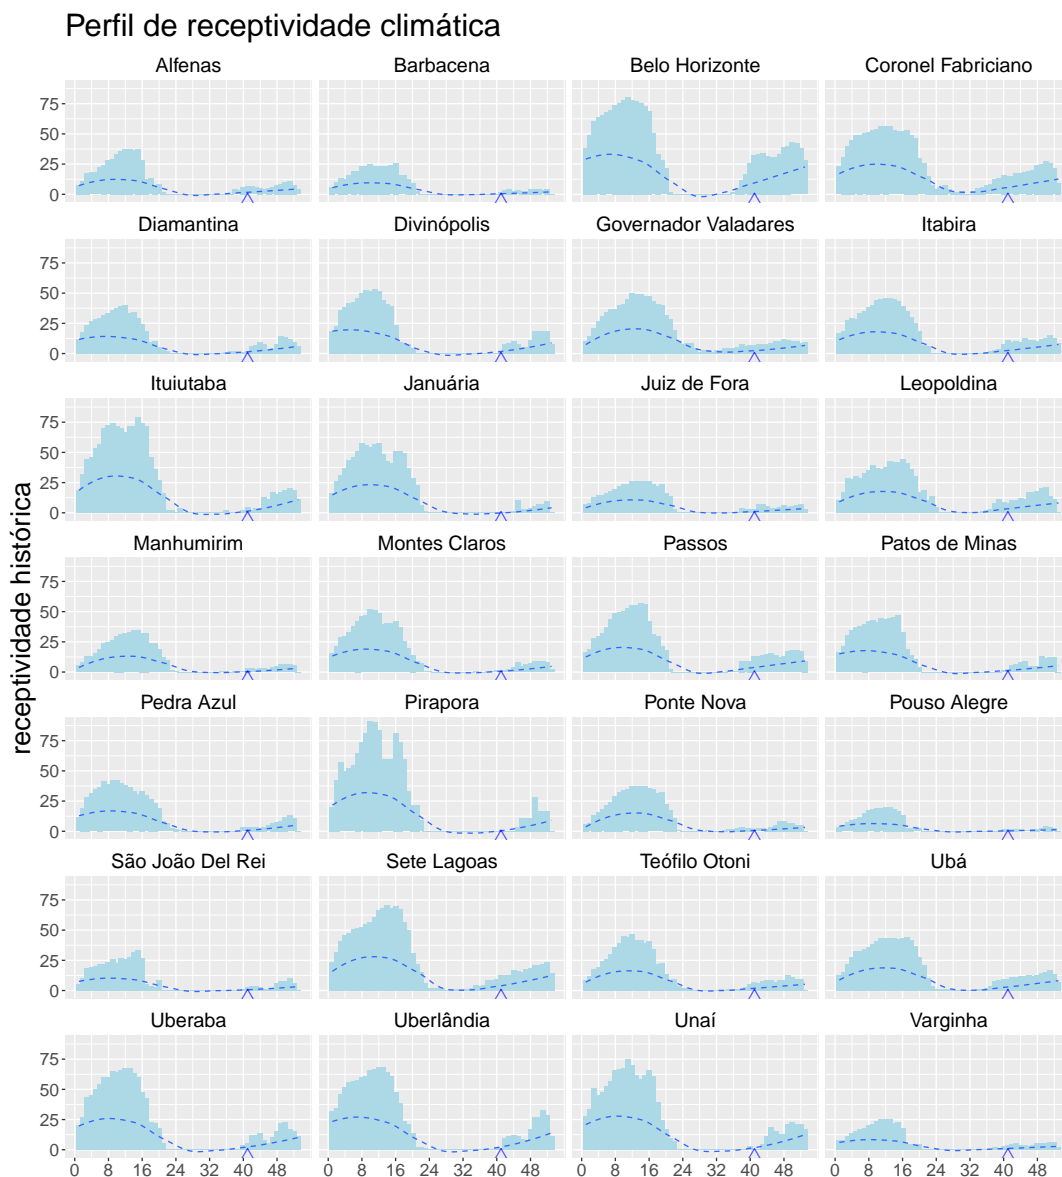 Perfil de receptividade climática
Alfenas Barbacena Belo Horizonte Coronel Fabriciano
75
50
25
0
Diamantina Divinópolis Governador Valadares Itabira
75
50
25
0
Ituiutaba Januária Juiz de Fora Leopoldina
75
50
25
0
receptividade histórica
Manhumirim Montes Claros Passos Patos de Minas
75
50
25
0
Pedra Azul Pirapora Ponte Nova Pouso Alegre
75
50
25
0
São João Del Rei Sete Lagoas Teófilo Otoni Ubá
75
50
25
0
Uberaba Uberlândia Unaí Varginha
75
50
25
0
0 8 16 24 32 40 48 0 8 16 24 32 40 48 0 8 16 24 32 40 48 0 8 16 24 32 40 48